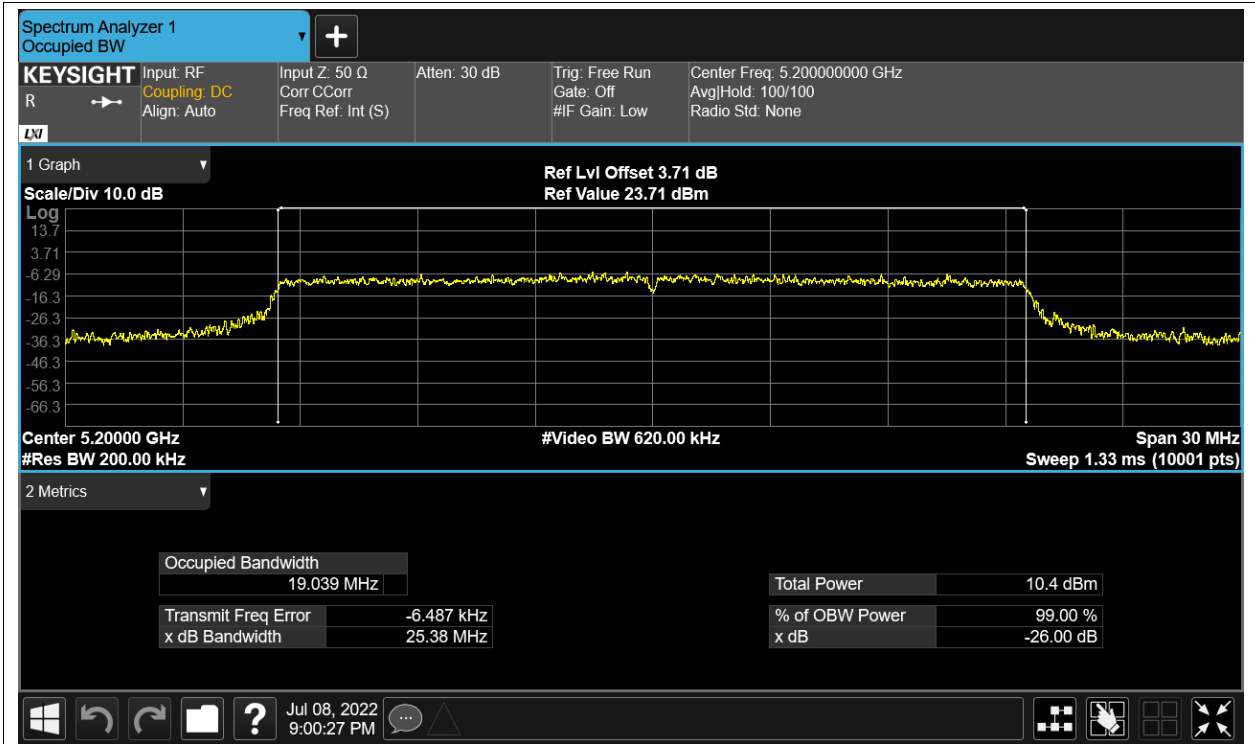 Spectrum Analyzer 1
Occupied BW
KEYSIGHT
R
LXI
Input: RF
Coupling: DC
Align: Auto
Input Z: 50 Ω
Corr CCorr
Freq Ref: Int (S)
Atten: 30 dB
Trig: Free Run
Gate: Off
#IF Gain: Low
Center Freq: 5.200000000 GHz
Avg|Hold: 100/100
Radio Std: None
1 Graph
Scale/Div 10.0 dB
Ref Lvl Offset 3.71 dB
Ref Value 23.71 dBm
Log
13.7
3.71
-6.29
-16.3
-26.3
-36.3
-46.3
-56.3
-66.3
Center 5.20000 GHz
#Video BW 620.00 kHz
Span 30 MHz
#Res BW 200.00 kHz
Sweep 1.33 ms (10001 pts)
2 Metrics
Occupied Bandwidth
19.039 MHz
Total Power 10.4 dBm
Transmit Freq Error -6.487 kHz
% of OBW Power 99.00 %
x dB Bandwidth 25.38 MHz
x dB -26.00 dB
?
Jul 08, 2022
9:00:27 PM